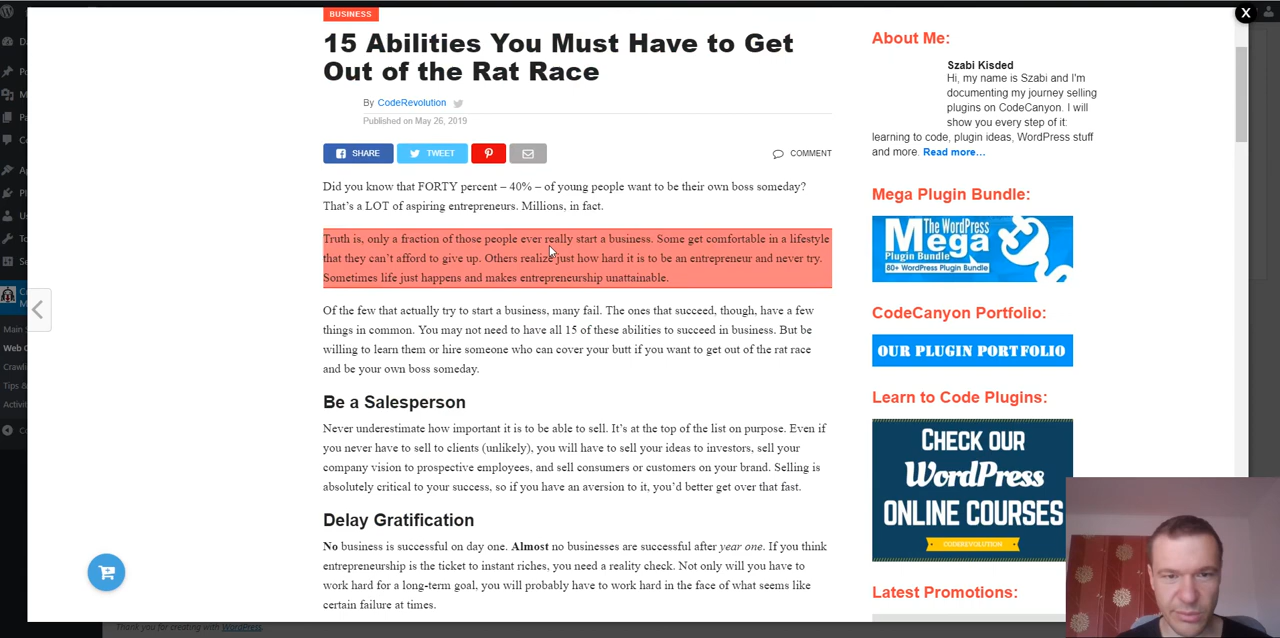 BUSINESS
15 Abilities You Must Have to Get
Out of the Rat Race
By CodeRevolution
Published on May 26, 2019
SHARE
TWEET
COMMENT
Did you know that FORTY percent – 40% – of young people want to be their own boss someday?
That's a LOT of aspiring entrepreneurs. Millions, in fact.
Truth is, only a fraction of those people ever really start a business. Some get comfortable in a lifestyle
that they can't afford to give up. Others realize just how hard it is to be an entrepreneur and never try.
Sometimes life just happens and makes entrepreneurship unattainable.
Of the few that actually try to start a business, many fail. The ones that succeed, though, have a few
things in common. You may not need to have all 15 of these abilities to succeed in business. But be
willing to learn them or hire someone who can cover your butt if you want to get out of the rat race
and be your own boss someday.
Be a Salesperson
Never underestimate how important it is to be able to sell. It's at the top of the list on purpose. Even if
you never have to sell to clients (unlikely), you will have to sell your ideas to investors, sell your
company vision to prospective employees, and sell consumers or customers on your brand. Selling is
absolutely critical to your success, so if you have an aversion to it, you'd better get over that fast.
Delay Gratification
No business is successful on day one. Almost no businesses are successful after year one. If you think
entrepreneurship is the ticket to instant riches, you need a reality check. Not only will you have to
work hard for a long-term goal, you will probably have to work hard in the face of what seems like
certain failure at times.
X
About Me:
Szabi Kisded
Hi, my name is Szabi and I'm
documenting my journey selling
plugins on CodeCanyon. I will
show you every step of it:
learning to code, plugin ideas, WordPress stuff
and more. Read more…
Mega Plugin Bundle:
The WordPress
Mega
Plugin Bundle
80+ WordPress Plugin Bundle
CodeCanyon Portfolio:
OUR PLUGIN PORTFOLIO
Learn to Code Plugins:
CHECK OUR
WordPress
ONLINE COURSES
CODEREVOLUTION
Latest Promotions:
Main
Web
Crawli
Tips &
Activit
Thank you for creating with WordPress.